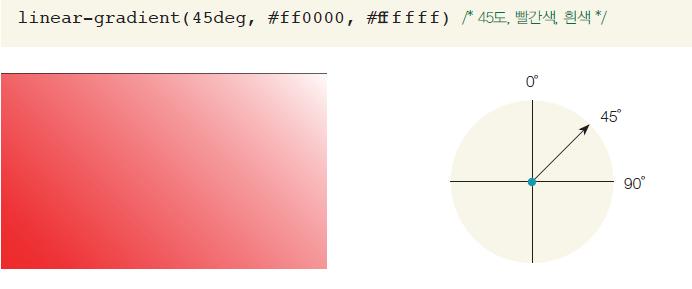 linear-gradient(45deg, #ff0000, #ffffff) /* 45도, 빨간색, 흰색 */
0°
45°
90°